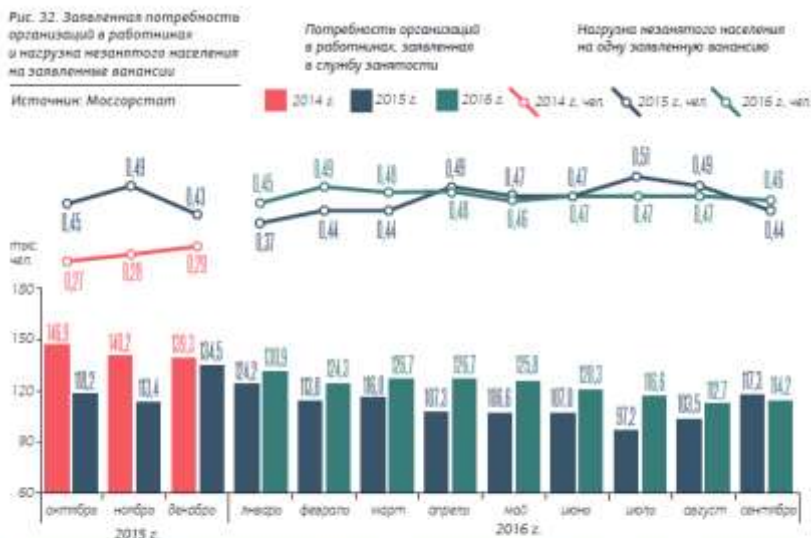 Рис. 32. Заявленная потребность
организаций в работниках
и нагрузка незанятого населения
на заявленные вакансии
Источник: Мосгорстат
Потребность организаций
в работниках, заявленная
в службу занятости
Нагрузка незанятого населения
на одну заявленную вакансию
2014 г. 2015 г. 2016 г. 2014 г., чел. 2015 г., чел. 2016 г., чел.
0,45 0,49 0,43
0,27 0,28 0,29
0,45 0,49 0,48 0,49 0,47 0,47 0,51 0,49 0,46
0,37 0,44 0,44 0,48 0,46 0,47 0,47 0,47 0,44
тыс.
чел.
180
150
120
90
60
146,9 118,2 140,2 113,4 139,3 134,5 124,2 130,9 113,8 124,3 116,0 126,7 107,3 126,7 106,6 125,8 107,0 120,3 97,2 116,6 103,5 112,7 117,3 114,2
октябрь ноябрь декабрь январь февраль март апрель май июнь июль август сентябрь
2015 г. 2016 г.